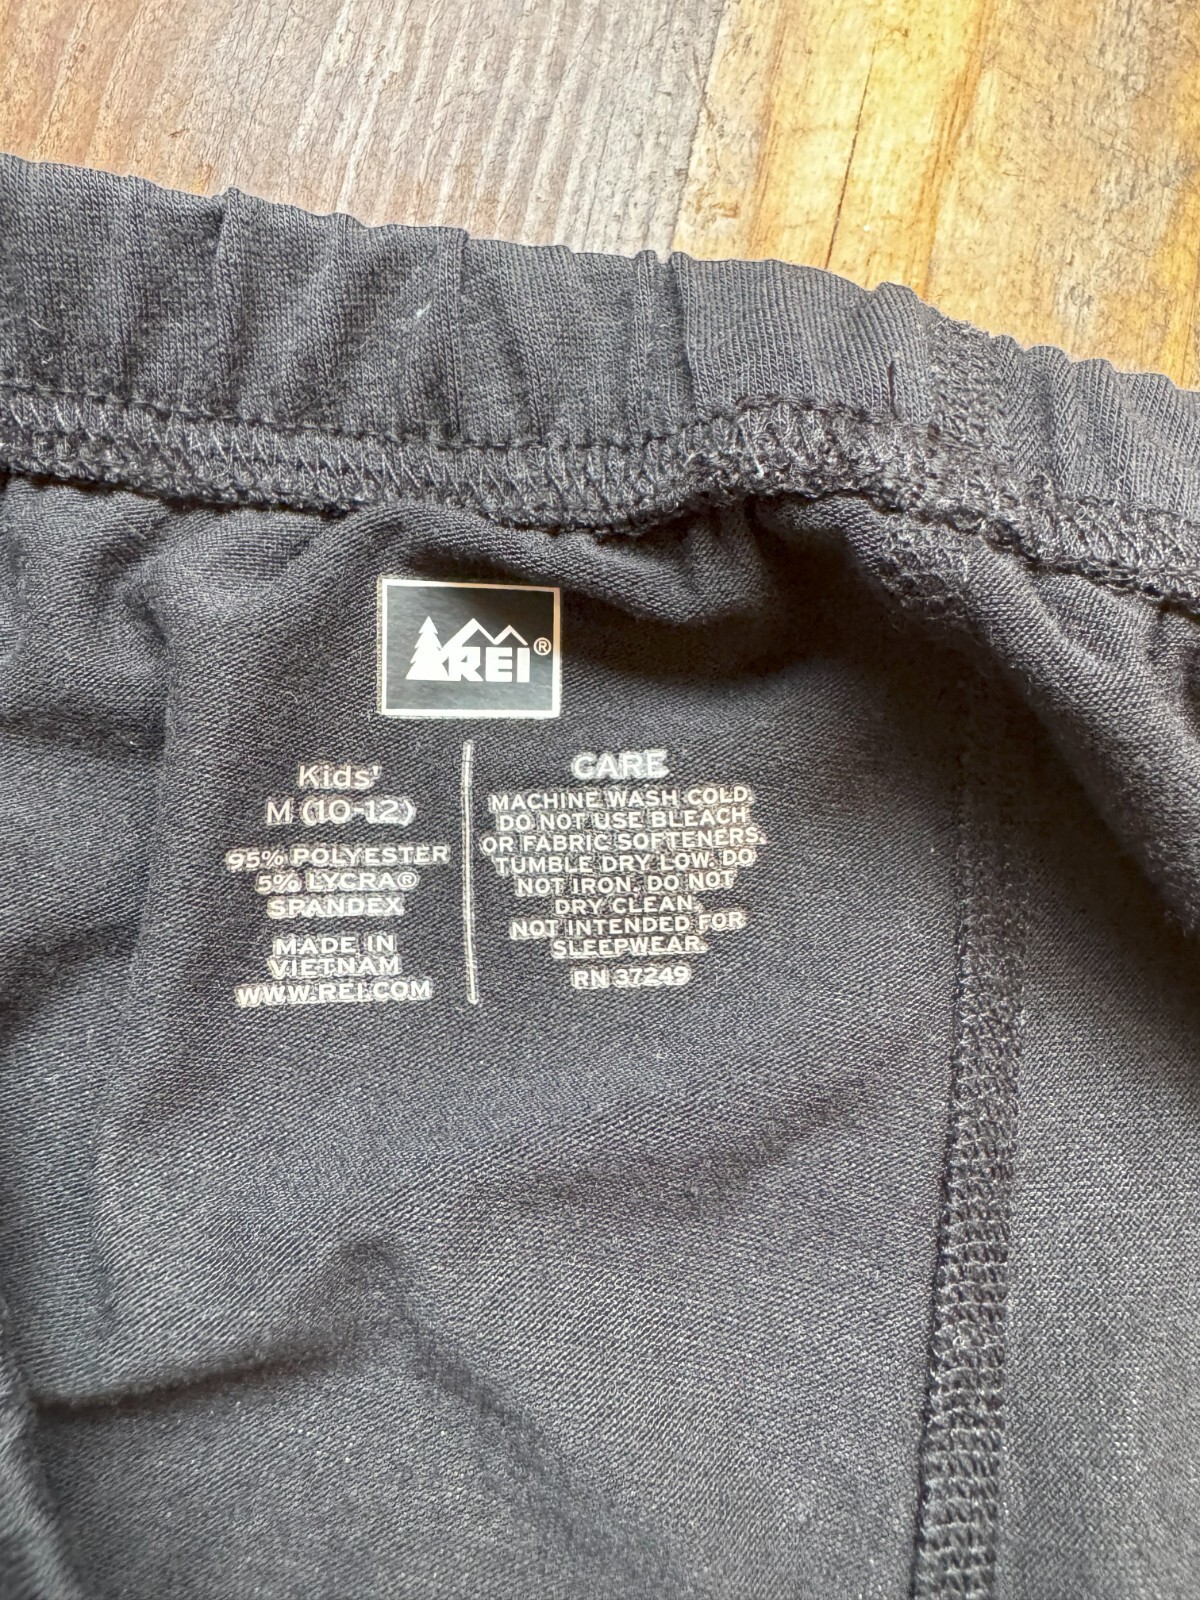 REI®
Kids'
M (10-12)
95% POLYESTER
5% LYCRA®
SPANDEX
MADE IN
VIETNAM
WWW.REI.COM
CARE
MACHINE WASH COLD
DO NOT USE BLEACH
OR FABRIC SOFTENERS.
TUMBLE DRY LOW. DO
NOT IRON. DO NOT
DRY CLEAN.
NOT INTENDED FOR
SLEEPWEAR.
RN 37249